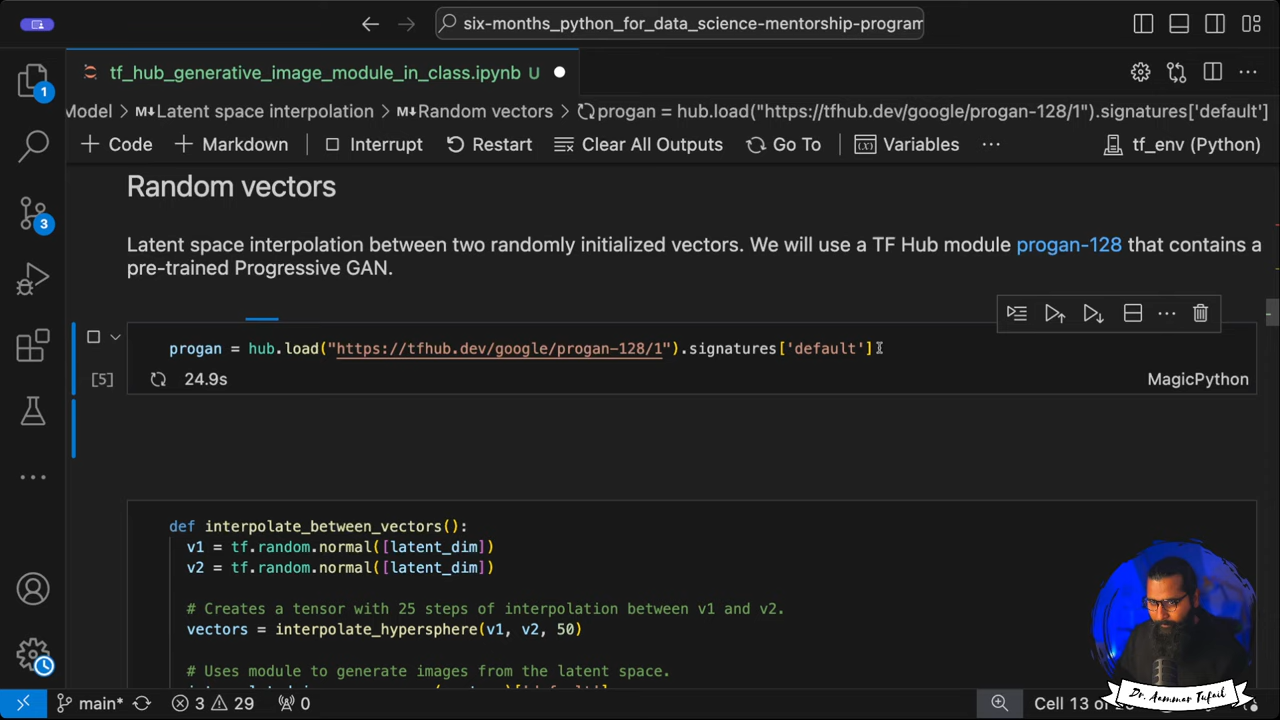 six-months_python_for_data_science-mentorship-program
tf_hub_generative_image_module_in_class.ipynb U
Model > Latent space interpolation > Random vectors > progan = hub.load("https://tfhub.dev/google/progan-128/1").signatures['default']
Code Markdown Interrupt Restart Clear All Outputs Go To Variables ... tf_env (Python)
Random vectors
Latent space interpolation between two randomly initialized vectors. We will use a TF Hub module progan-128 that contains a
pre-trained Progressive GAN.
progan = hub.load("https://tfhub.dev/google/progan-128/1").signatures['default']
[5] 24.9s MagicPython
def interpolate_between_vectors():
v1 = tf.random.normal([latent_dim])
v2 = tf.random.normal([latent_dim])
# Creates a tensor with 25 steps of interpolation between v1 and v2.
vectors = interpolate_hypersphere(v1, v2, 50)
# Uses module to generate images from the latent space.
1
3
Dr. Aammar Tufail
main* 3 29 0 Cell 13 of